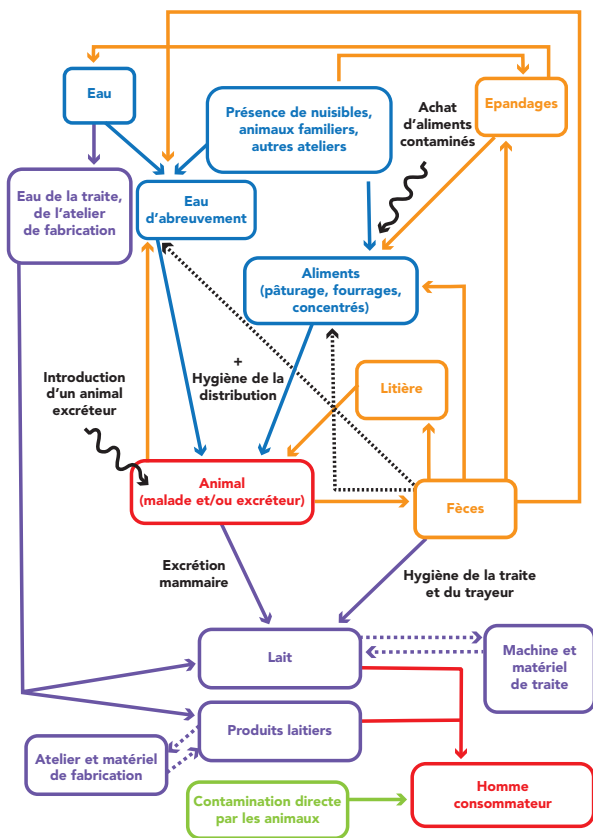 Eau
Présence de nuisibles,
animaux familiers,
autres ateliers
Achat
d’aliments
contaminés
Epandages
Eau de la traite,
de l’atelier
de fabrication
Eau
d’abreuvement
Aliments
(pâturage, fourrages,
concentrés)
+
Hygiène de la
distribution
Introduction
d’un animal
excréteur
Litière
Animal
(malade et/ou excréteur)
Fèces
Excrétion
mammaire
Hygiène de la traite
et du trayeur
Lait
Machine et
matériel
de traite
Produits laitiers
Atelier et matériel
de fabrication
Contamination directe
par les animaux
Homme
consommateur